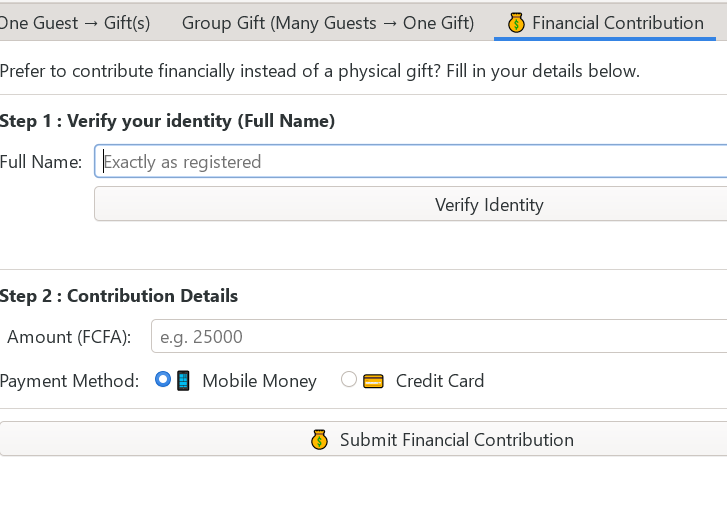 One Guest → Gift(s) Group Gift (Many Guests → One Gift) Financial Contribution
Prefer to contribute financially instead of a physical gift? Fill in your details below.
Step 1 : Verify your identity (Full Name)
Full Name: Exactly as registered
Verify Identity
Step 2 : Contribution Details
Amount (FCFA): e.g. 25000
Payment Method: Mobile Money Credit Card
Submit Financial Contribution